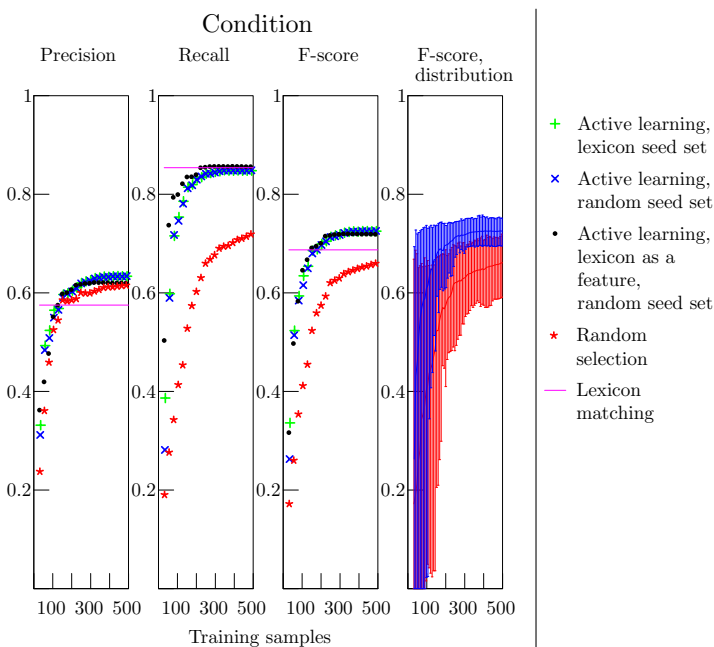 Condition
Precision
Recall
F-score
F-score,
distribution
1
0.8
0.6
0.4
0.2
100 300 500
1
0.8
0.6
0.4
0.2
100 300 500
1
0.8
0.6
0.4
0.2
100 300 500
1
0.8
0.6
0.4
0.2
100 300 500
Training samples
Active learning,
lexicon seed set
Active learning,
random seed set
Active learning,
lexicon as a
feature,
random seed set
Random
selection
Lexicon
matching